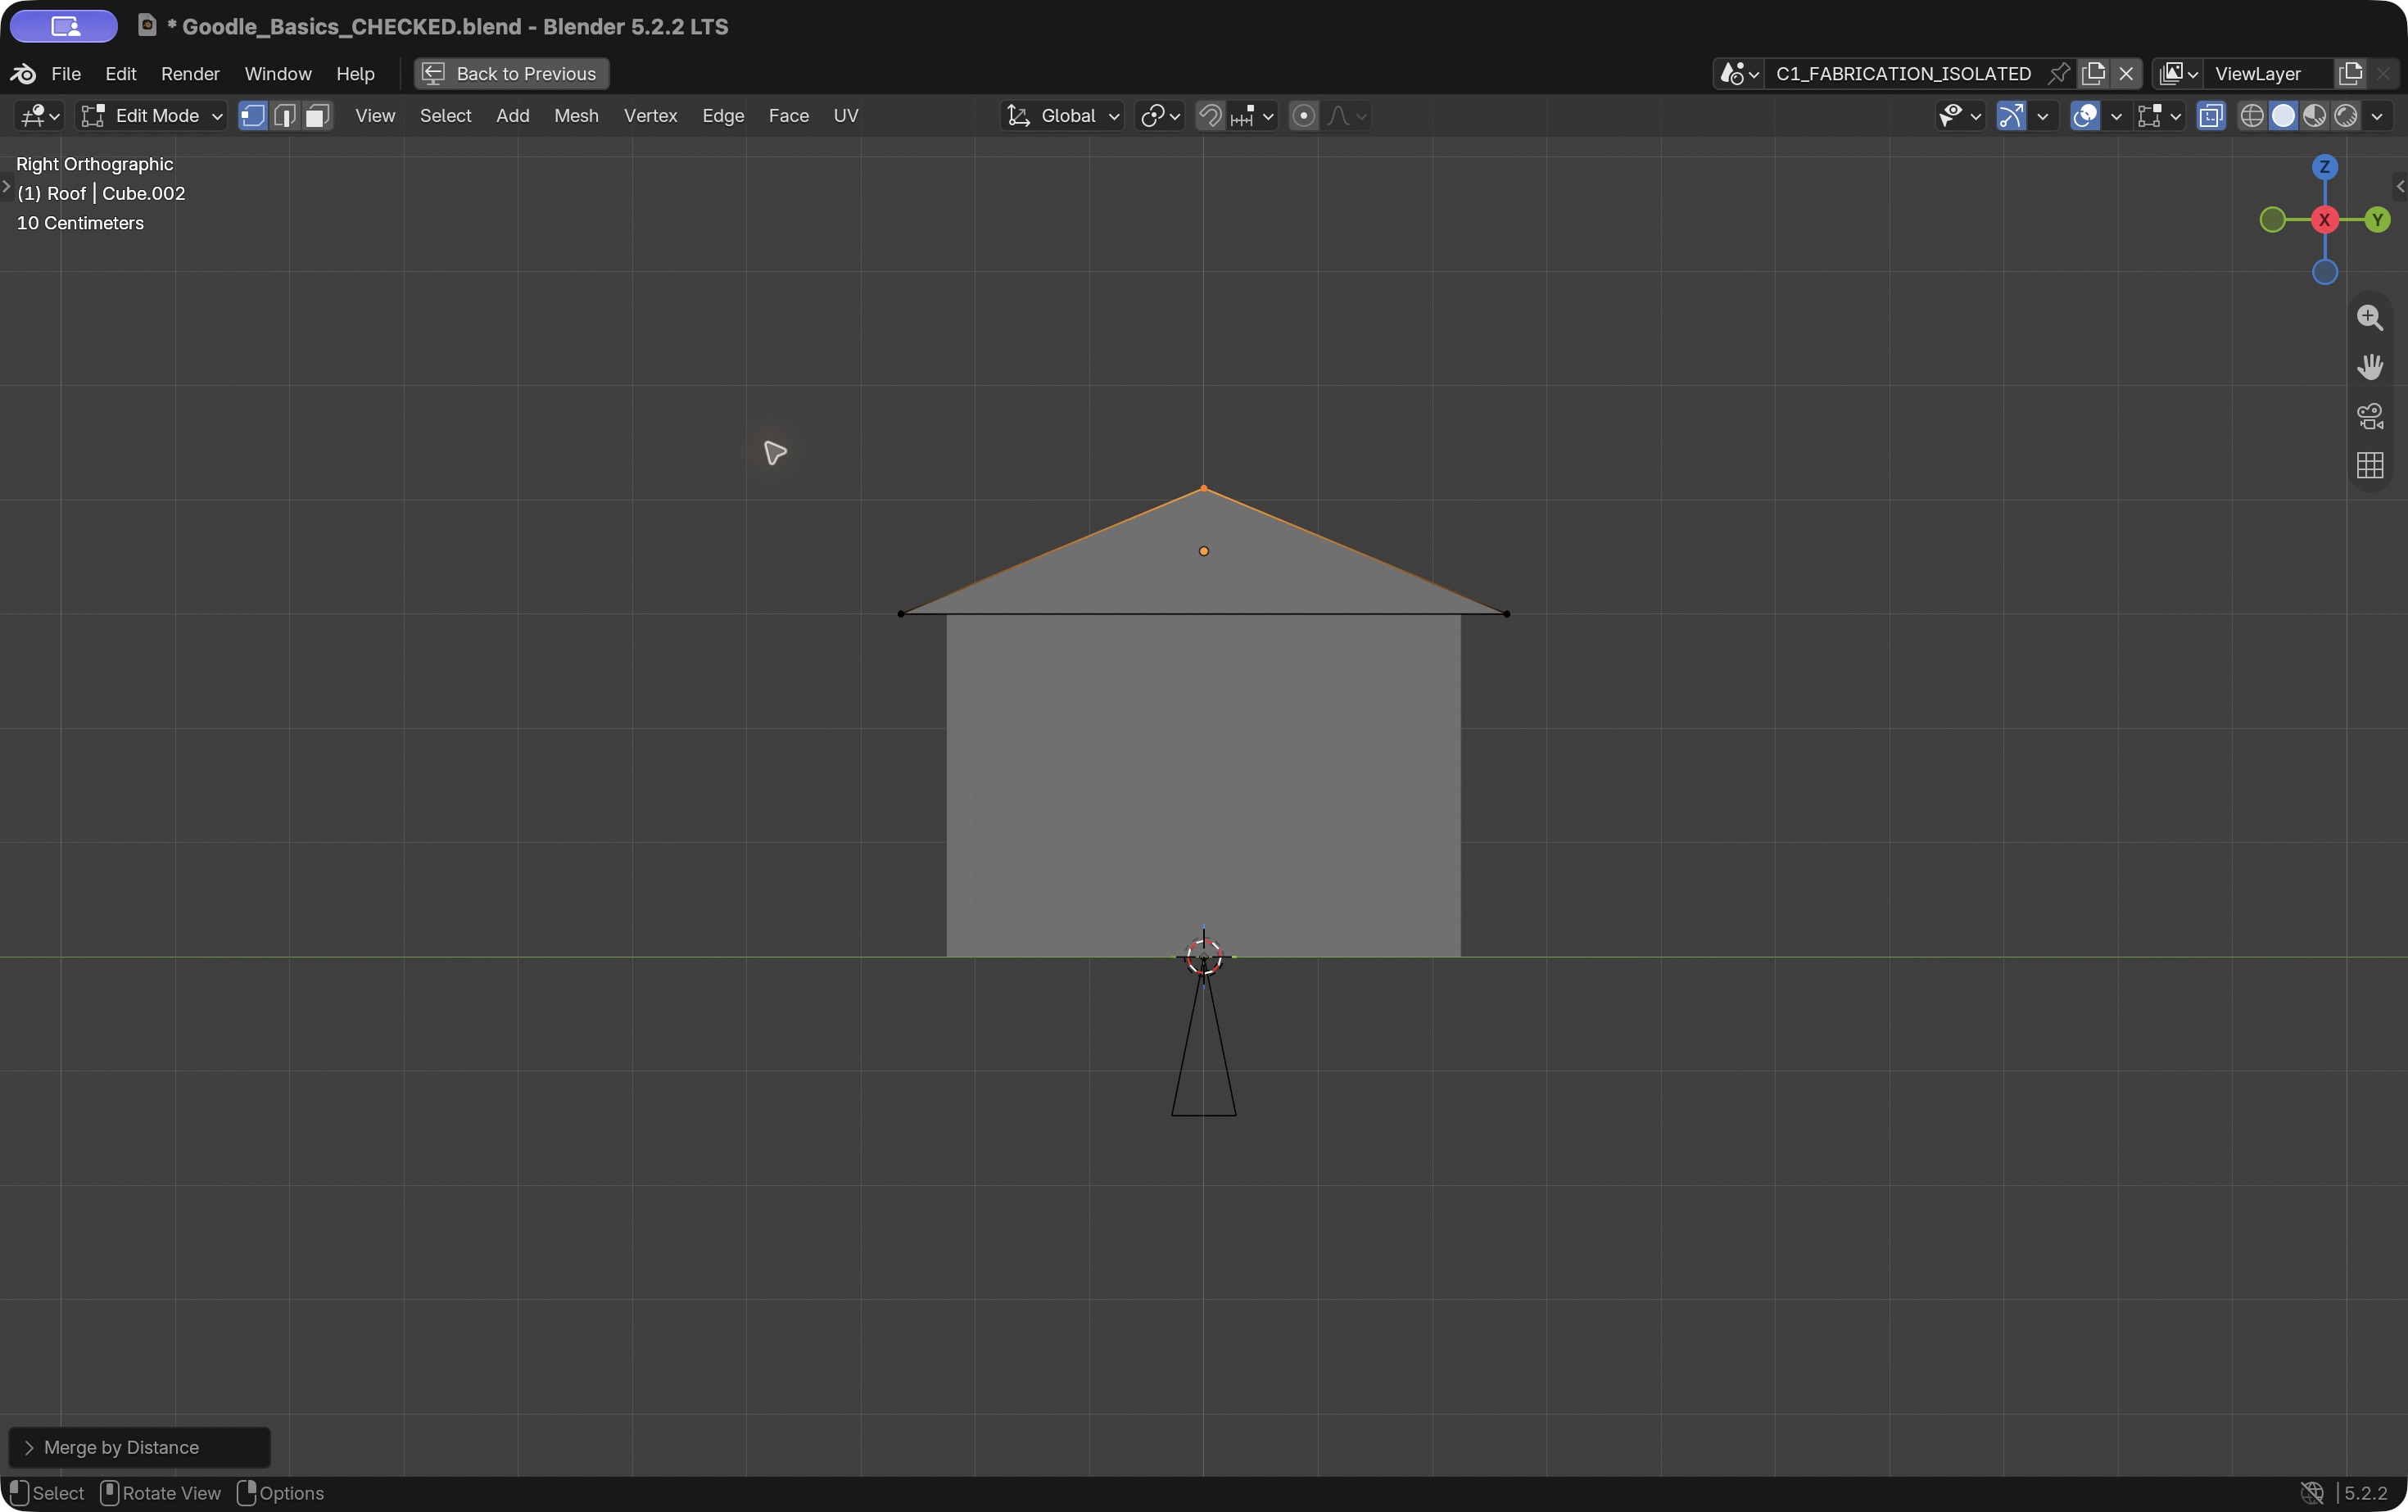 * Goodle_Basics_CHECKED.blend - Blender 5.2.2 LTS
File Edit Render Window Help Back to Previous C1_FABRICATION_ISOLATED ViewLayer
Edit Mode View Select Add Mesh Vertex Edge Face UV Global
Right Orthographic
(1) Roof | Cube.002
10 Centimeters
Z
X
Y
Merge by Distance
Select Rotate View Options 5.2.2